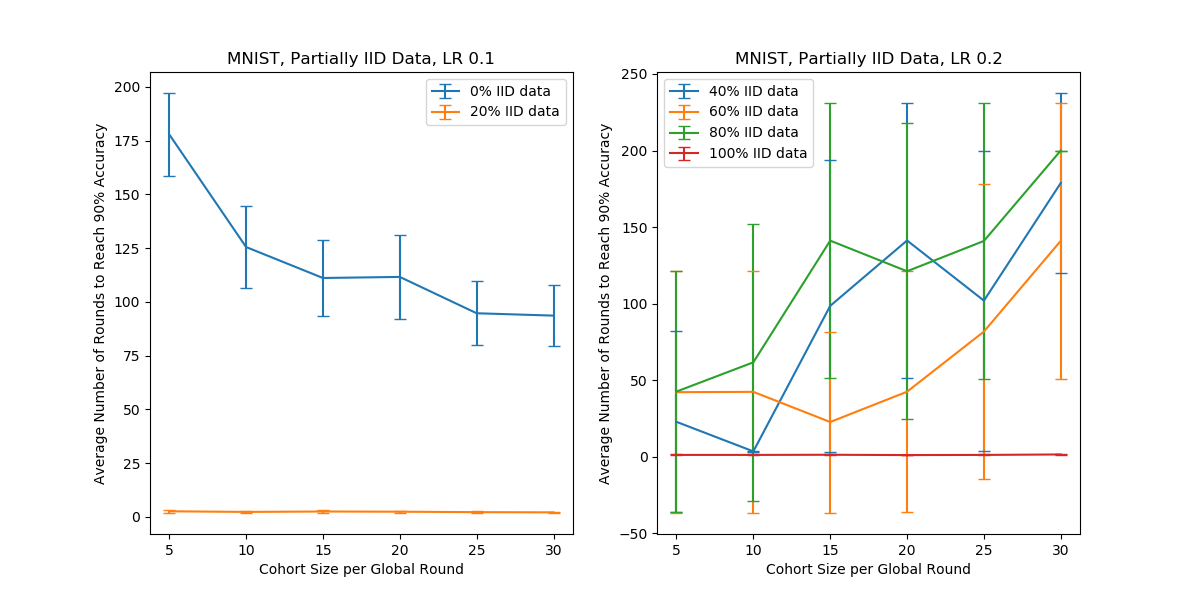 MNIST, Partially IID Data, LR 0.1
Average Number of Rounds to Reach 90% Accuracy
200
175
150
125
100
75
50
25
0
0% IID data
20% IID data
5 10 15 20 25 30
Cohort Size per Global Round
MNIST, Partially IID Data, LR 0.2
Average Number of Rounds to Reach 90% Accuracy
250
200
150
100
50
0
−50
40% IID data
60% IID data
80% IID data
100% IID data
5 10 15 20 25 30
Cohort Size per Global Round